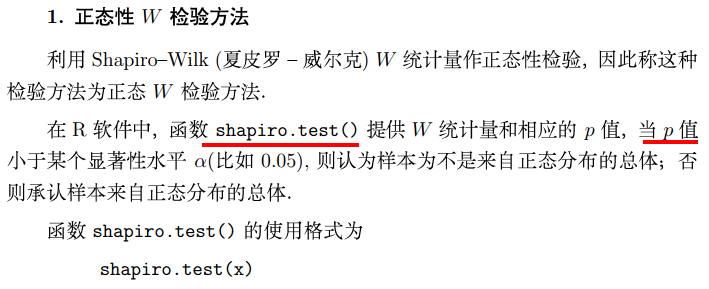 1. 正态性 W 检验方法
利用 Shapiro–Wilk (夏皮罗 – 威尔克) W 统计量作正态性检验, 因此称这种
检验方法为正态 W 检验方法.
在 R 软件中, 函数 shapiro.test() 提供 W 统计量和相应的 p 值, 当 p 值
小于某个显著性水平 α(比如 0.05), 则认为样本为不是来自正态分布的总体; 否
则承认样本来自正态分布的总体.
函数 shapiro.test() 的使用格式为
shapiro.test(x)